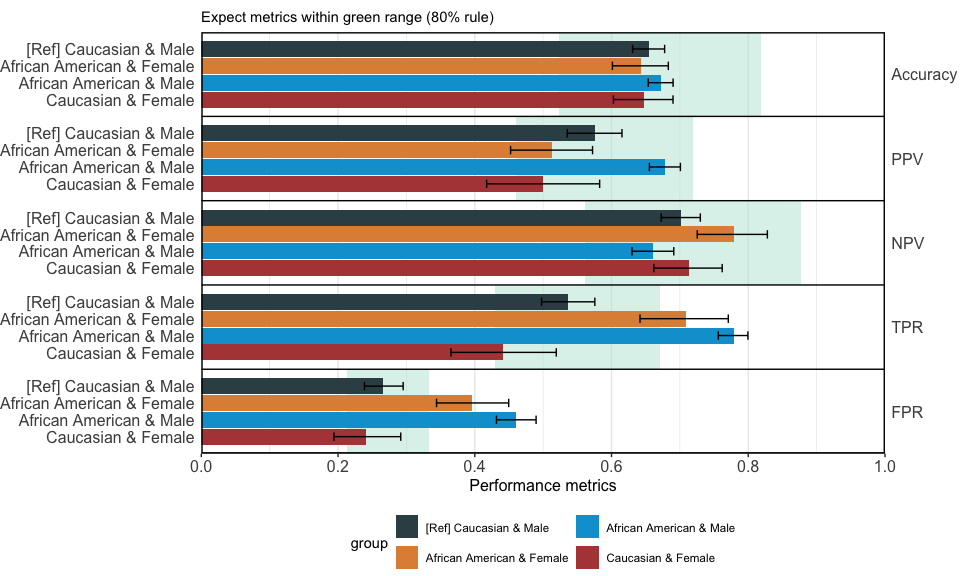 Expect metrics within green range (80% rule)
[Ref] Caucasian & Male
African American & Female
African American & Male
Caucasian & Female
Accuracy
[Ref] Caucasian & Male
African American & Female
African American & Male
Caucasian & Female
PPV
[Ref] Caucasian & Male
African American & Female
African American & Male
Caucasian & Female
NPV
[Ref] Caucasian & Male
African American & Female
African American & Male
Caucasian & Female
TPR
[Ref] Caucasian & Male
African American & Female
African American & Male
Caucasian & Female
FPR
0.0 0.2 0.4 0.6 0.8 1.0
Performance metrics
group
[Ref] Caucasian & Male
African American & Male
African American & Female
Caucasian & Female